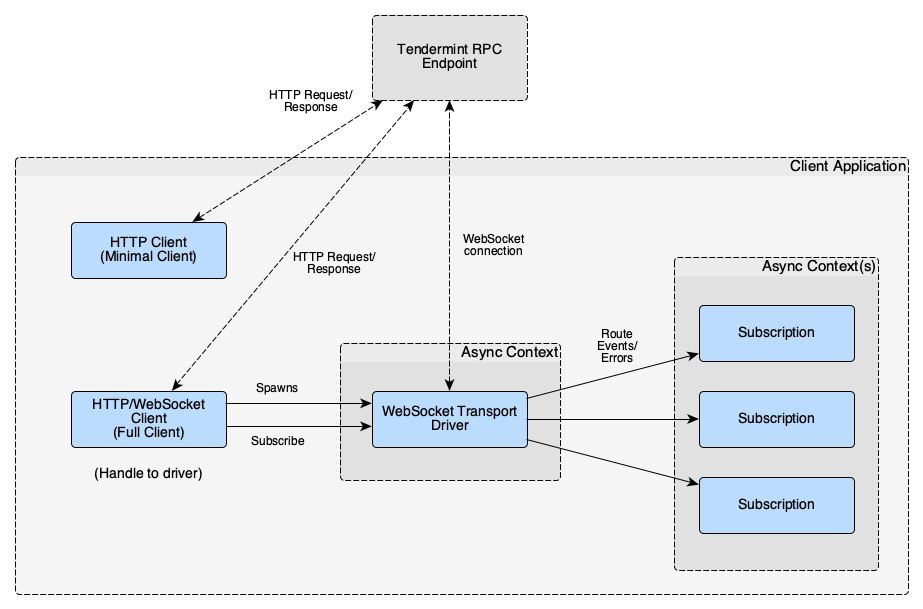 Tendermint RPC
Endpoint
HTTP Request/
Response
Client Application
HTTP Client
(Minimal Client)
HTTP Request/
Response
WebSocket
connection
Async Context(s)
Subscription
Route
Events/
Errors
Async Context
Spawns
HTTP/WebSocket
Client
(Full Client)
WebSocket Transport
Driver
Subscription
Subscribe
(Handle to driver)
Subscription